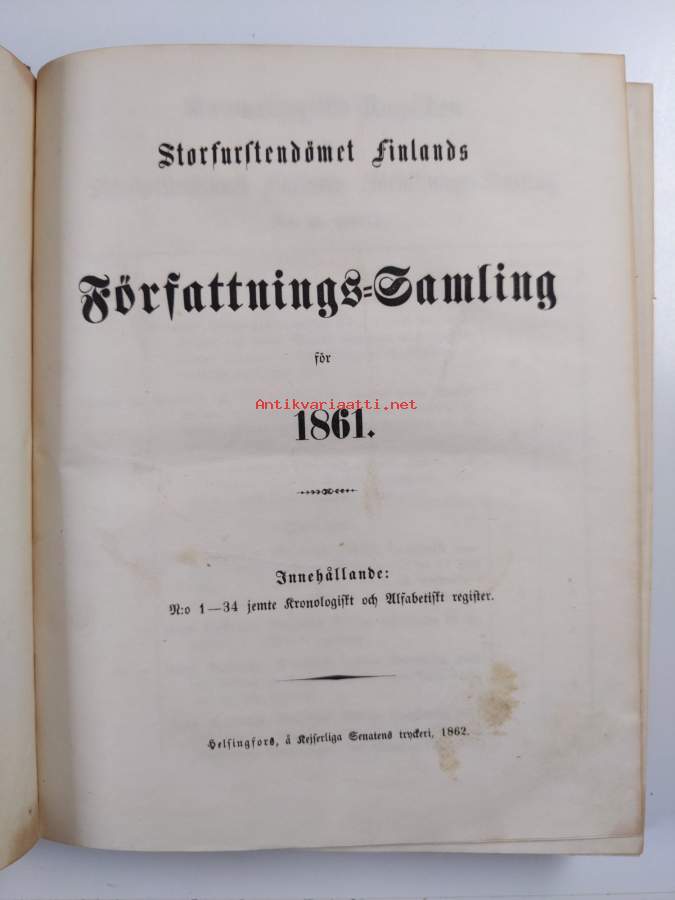 Storfurstendömet Finlands
Författnings=Samling
för
Antikvariaatti.net
1861.
Innehållande:
N:o 1—34 jemte Kronologiskt och Alfabetiskt register.
Helsingfors, å Kejserliga Senatens tryckeri, 1862.